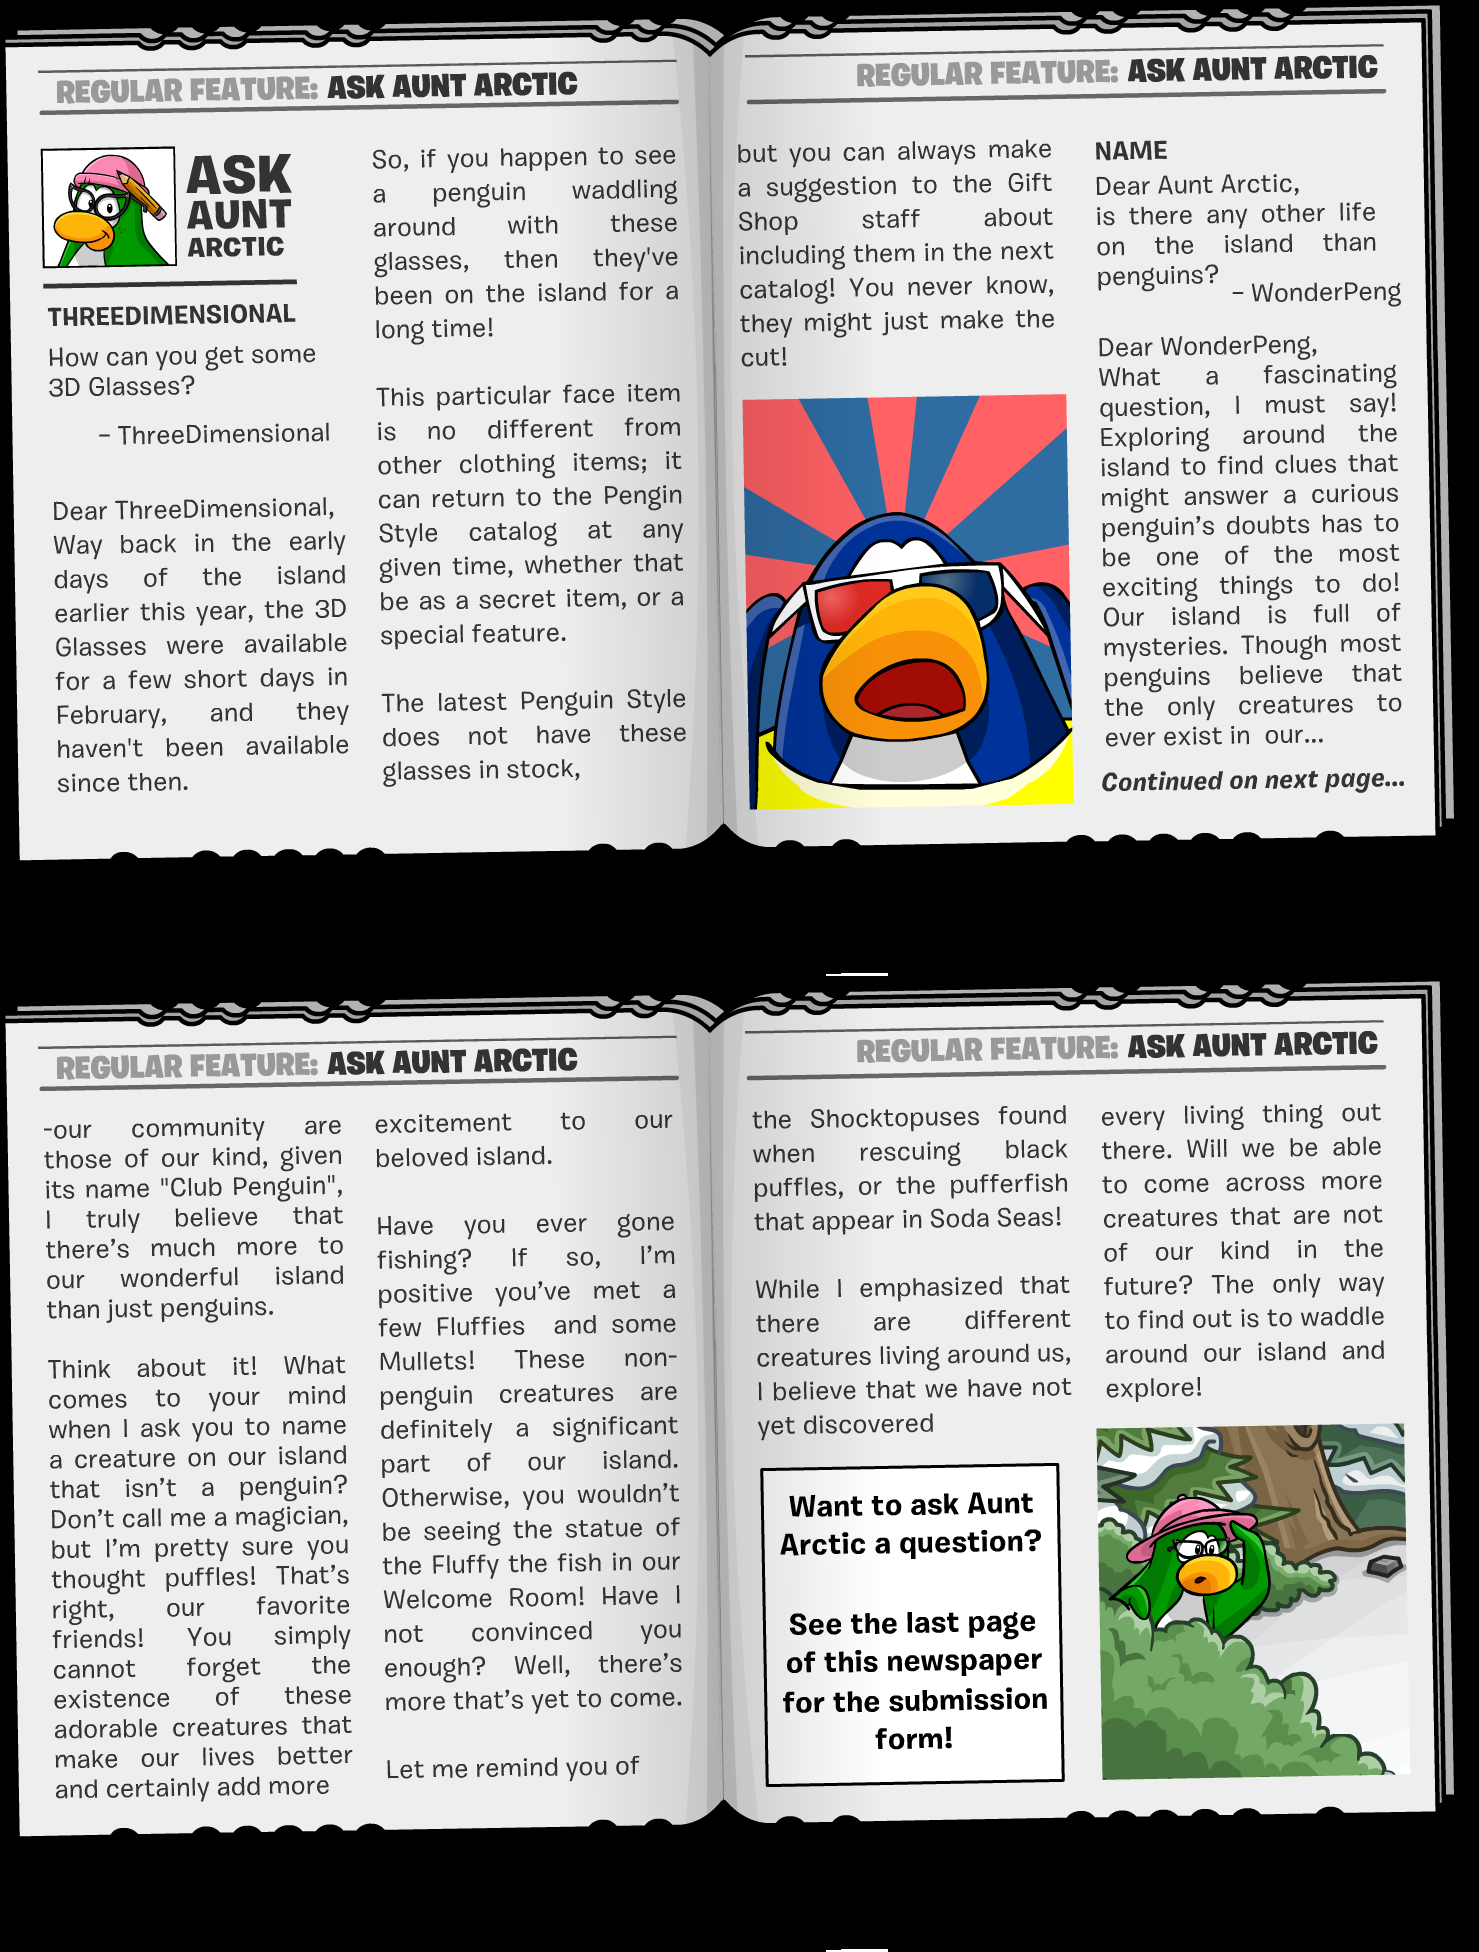 REGULAR FEATURE: ASK AUNT ARCTIC
ASK
AUNT
ARCTIC
THREEDIMENSIONAL
How can you get some
3D Glasses?
– ThreeDimensional
Dear ThreeDimensional,
Way back in the early
days of the island
earlier this year, the 3D
Glasses were available
for a few short days in
February, and they
haven't been available
since then.
So, if you happen to see
a penguin waddling
around with these
glasses, then they've
been on the island for a
long time!
This particular face item
is no different from
other clothing items; it
can return to the Pengin
Style catalog at any
given time, whether that
be as a secret item, or a
special feature.
The latest Penguin Style
does not have these
glasses in stock,
REGULAR FEATURE: ASK AUNT ARCTIC
but you can always make
a suggestion to the Gift
Shop staff about
including them in the next
catalog! You never know,
they might just make the
cut!
NAME
Dear Aunt Arctic,
is there any other life
on the island than
penguins?
– WonderPeng
Dear WonderPeng,
What a fascinating
question, I must say!
Exploring around the
island to find clues that
might answer a curious
penguin’s doubts has to
be one of the most
exciting things to do!
Our island is full of
mysteries. Though most
penguins believe that
the only creatures to
ever exist in our...
Continued on next page...
REGULAR FEATURE: ASK AUNT ARCTIC
-our community are
those of our kind, given
its name "Club Penguin",
I truly believe that
there’s much more to
our wonderful island
than just penguins.
Think about it! What
comes to your mind
when I ask you to name
a creature on our island
that isn’t a penguin?
Don’t call me a magician,
but I’m pretty sure you
thought puffles! That’s
right, our favorite
friends! You simply
cannot forget the
existence of these
adorable creatures that
make our lives better
and certainly add more
excitement to our
beloved island.
Have you ever gone
fishing? If so, I’m
positive you’ve met a
few Fluffies and some
Mullets! These non-
penguin creatures are
definitely a significant
part of our island.
Otherwise, you wouldn’t
be seeing the statue of
the Fluffy the fish in our
Welcome Room! Have I
not convinced you
enough? Well, there’s
more that’s yet to come.
Let me remind you of
REGULAR FEATURE: ASK AUNT ARCTIC
the Shocktopuses found
when rescuing black
puffles, or the pufferfish
that appear in Soda Seas!
While I emphasized that
there are different
creatures living around us,
I believe that we have not
yet discovered
Want to ask Aunt
Arctic a question?
See the last page
of this newspaper
for the submission
form!
every living thing out
there. Will we be able
to come across more
creatures that are not
of our kind in the
future? The only way
to find out is to waddle
around our island and
explore!